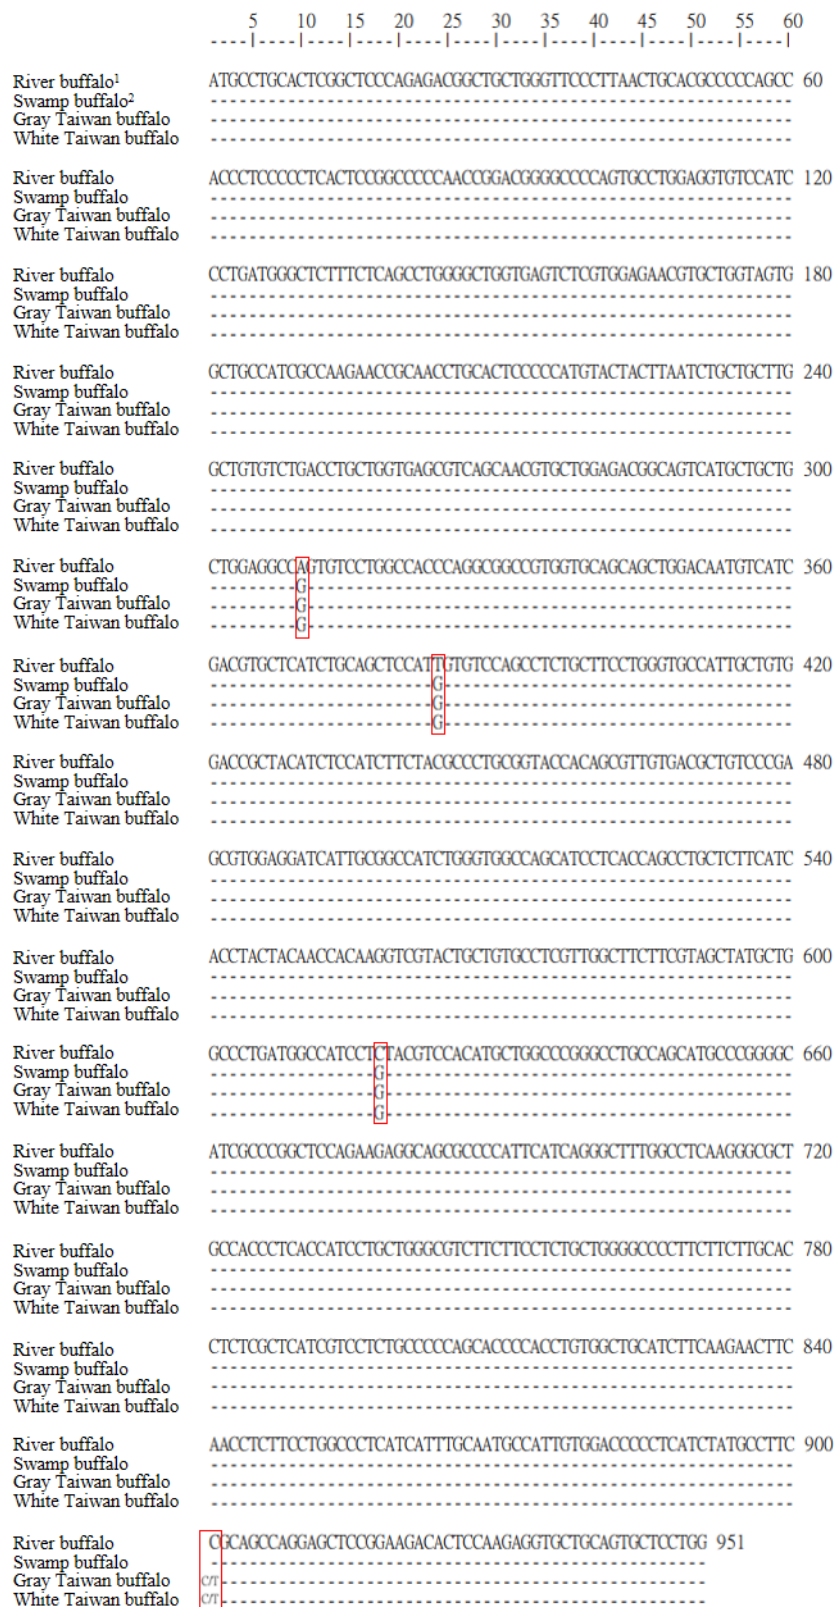 5 10 15 20 25 30 35 40 45 50 55 60
----|----|----|----|----|----|----|----|----|----|----|----|
River buffalo¹ ATGCCTGCACTCGGCTCCCAGAGACGGCTGCTGGGTTCCCTTAACTGCACGCCCCCAGCC 60
Swamp buffalo² ------------------------------------------------------------
Gray Taiwan buffalo ------------------------------------------------------------
White Taiwan buffalo ------------------------------------------------------------
River buffalo ACCCTCCCCCTCACTCCGGCCCCCAACCGGACGGGGCCCCAGTGCCTGGAGGTGTCCATC 120
Swamp buffalo ------------------------------------------------------------
Gray Taiwan buffalo ------------------------------------------------------------
White Taiwan buffalo ------------------------------------------------------------
River buffalo CCTGATGGGCTCTTTCTCAGCCTGGGGCTGGTGAGTCTCGTGGAGAACGTGCTGGTAGTG 180
Swamp buffalo ------------------------------------------------------------
Gray Taiwan buffalo ------------------------------------------------------------
White Taiwan buffalo ------------------------------------------------------------
River buffalo GCTGCCATCGCCAAGAACCGCAACCTGCACTCCCCCATGTACTACTTAATCTGCTGCTTG 240
Swamp buffalo ------------------------------------------------------------
Gray Taiwan buffalo ------------------------------------------------------------
White Taiwan buffalo ------------------------------------------------------------
River buffalo GCTGTGTCTGACCTGCTGGTGAGCGTCAGCAACGTGCTGGAGACGGCAGTCATGCTGCTG 300
Swamp buffalo ------------------------------------------------------------
Gray Taiwan buffalo ------------------------------------------------------------
White Taiwan buffalo ------------------------------------------------------------
River buffalo CTGGAGGCCAGTGTCCTGGCCACCCAGGCGGCCGTGGTGCAGCAGCTGGACAATGTCATC 360
Swamp buffalo ---------G--------------------------------------------------
Gray Taiwan buffalo ---------G--------------------------------------------------
White Taiwan buffalo ---------G--------------------------------------------------
River buffalo GACGTGCTCATCTGCAGCTCCATTGTGTCCAGCCTCTGCTTCCTGGGTGCCATTGCTGTG 420
Swamp buffalo -----------------------G------------------------------------
Gray Taiwan buffalo -----------------------G------------------------------------
White Taiwan buffalo -----------------------G------------------------------------
River buffalo GACCGCTACATCTCCATCTTCTACGCCCTGCGGTACCACAGCGTTGTGACGCTGTCCCGA 480
Swamp buffalo ------------------------------------------------------------
Gray Taiwan buffalo ------------------------------------------------------------
White Taiwan buffalo ------------------------------------------------------------
River buffalo GCGTGGAGGATCATTGCGGCCATCTGGGTGGCCAGCATCCTCACCAGCCTGCTCTTCATC 540
Swamp buffalo ------------------------------------------------------------
Gray Taiwan buffalo ------------------------------------------------------------
White Taiwan buffalo ------------------------------------------------------------
River buffalo ACCTACTACAACCACAAGGTCGTACTGCTGTGCCTCGTTGGCTTCTTCGTAGCTATGCTG 600
Swamp buffalo ------------------------------------------------------------
Gray Taiwan buffalo ------------------------------------------------------------
White Taiwan buffalo ------------------------------------------------------------
River buffalo GCCCTGATGGCCATCCTCTACGTCCACATGCTGGCCCGGGCCTGCCAGCATGCCCGGGGC 660
Swamp buffalo -----------------G------------------------------------------
Gray Taiwan buffalo -----------------G------------------------------------------
White Taiwan buffalo -----------------G------------------------------------------
River buffalo ATCGCCCGGCTCCAGAAGAGGCAGCGCCCCATTCATCAGGGCTTTGGCCTCAAGGGCGCT 720
Swamp buffalo ------------------------------------------------------------
Gray Taiwan buffalo ------------------------------------------------------------
White Taiwan buffalo ------------------------------------------------------------
River buffalo GCCACCCTCACCATCCTGCTGGGCGTCTTCTTCCTCTGCTGGGGCCCCTTCTTCTTGCAC 780
Swamp buffalo ------------------------------------------------------------
Gray Taiwan buffalo ------------------------------------------------------------
White Taiwan buffalo ------------------------------------------------------------
River buffalo CTCTCGCTCATCGTCCTCTGCCCCCAGCACCCCACCTGTGGCTGCATCTTCAAGAACTTC 840
Swamp buffalo ------------------------------------------------------------
Gray Taiwan buffalo ------------------------------------------------------------
White Taiwan buffalo ------------------------------------------------------------
River buffalo AACCTCTTCCTGGCCCTCATCATTTGCAATGCCATTGTGGACCCCCTCATCTATGCCTTC 900
Swamp buffalo ------------------------------------------------------------
Gray Taiwan buffalo ------------------------------------------------------------
White Taiwan buffalo ------------------------------------------------------------
River buffalo CGCAGCCAGGAGCTCCGGAAGACACTCCAAGAGGTGCTGCAGTGCTCCTGG 951
Swamp buffalo ---------------------------------------------------
Gray Taiwan buffalo C/T--------------------------------------------------
White Taiwan buffalo C/T--------------------------------------------------